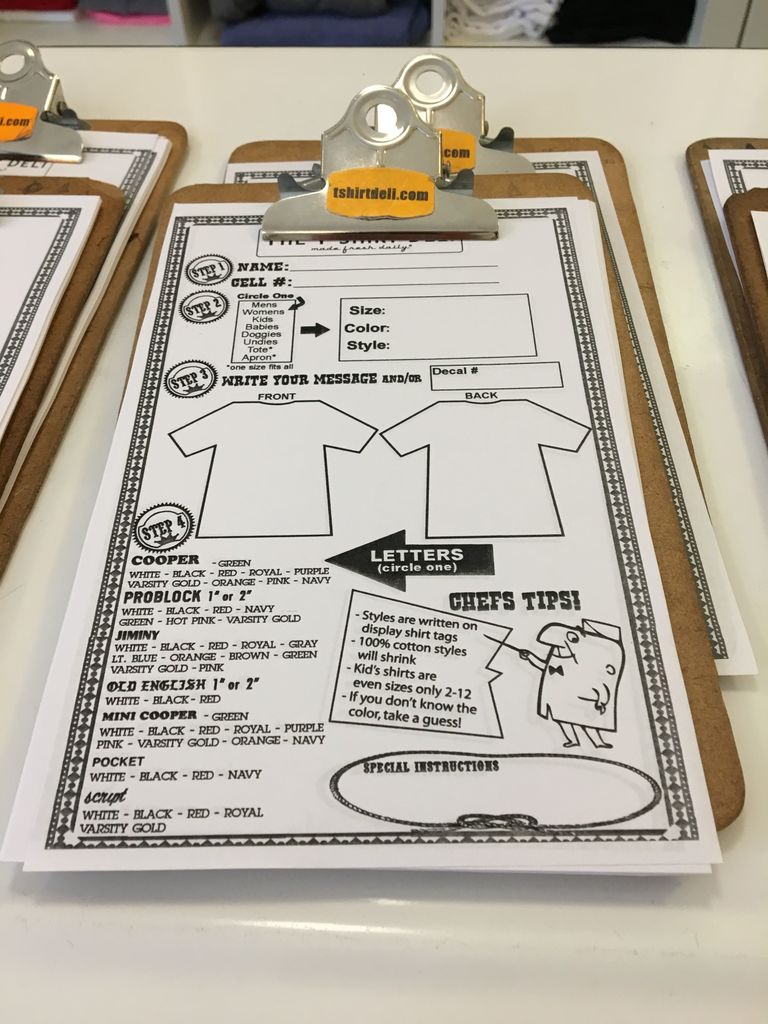 .com
DELI
com
tshirtdeli.com
THE T-SHIRT DELI
made fresh daily"
STEP 1
NAME:
CELL #:
STEP 2
Circle One
Mens
Womens
Kids
Babies
Doggies
Undies
Tote*
Apron*
*one size fits all
Size:
Color:
Style:
STEP 3
WRITE YOUR MESSAGE AND/OR
Decal #
FRONT
BACK
STEP 4
LETTERS
(circle one)
COOPER - GREEN
WHITE - BLACK - RED - ROYAL - PURPLE
VARSITY GOLD - ORANGE - PINK - NAVY
PROBLOCK 1" or 2"
WHITE - BLACK - RED - NAVY
GREEN - HOT PINK - VARSITY GOLD
JIMINY
WHITE - BLACK - RED - ROYAL - GRAY
LT. BLUE - ORANGE - BROWN - GREEN
VARSITY GOLD - PINK
OLD ENGLISH 1" or 2"
WHITE - BLACK - RED
MINI COOPER - GREEN
WHITE - BLACK - RED - ROYAL - PURPLE
PINK - VARSITY GOLD - ORANGE - NAVY
POCKET
WHITE - BLACK - RED - NAVY
script
WHITE - BLACK - RED - ROYAL
VARSITY GOLD
CHEFS TIPS!
- Styles are written on
display shirt tags
- 100% cotton styles
will shrink
- Kid's shirts are
even sizes only 2-12
- If you don't know the
color, take a guess!
SPECIAL INSTRUCTIONS